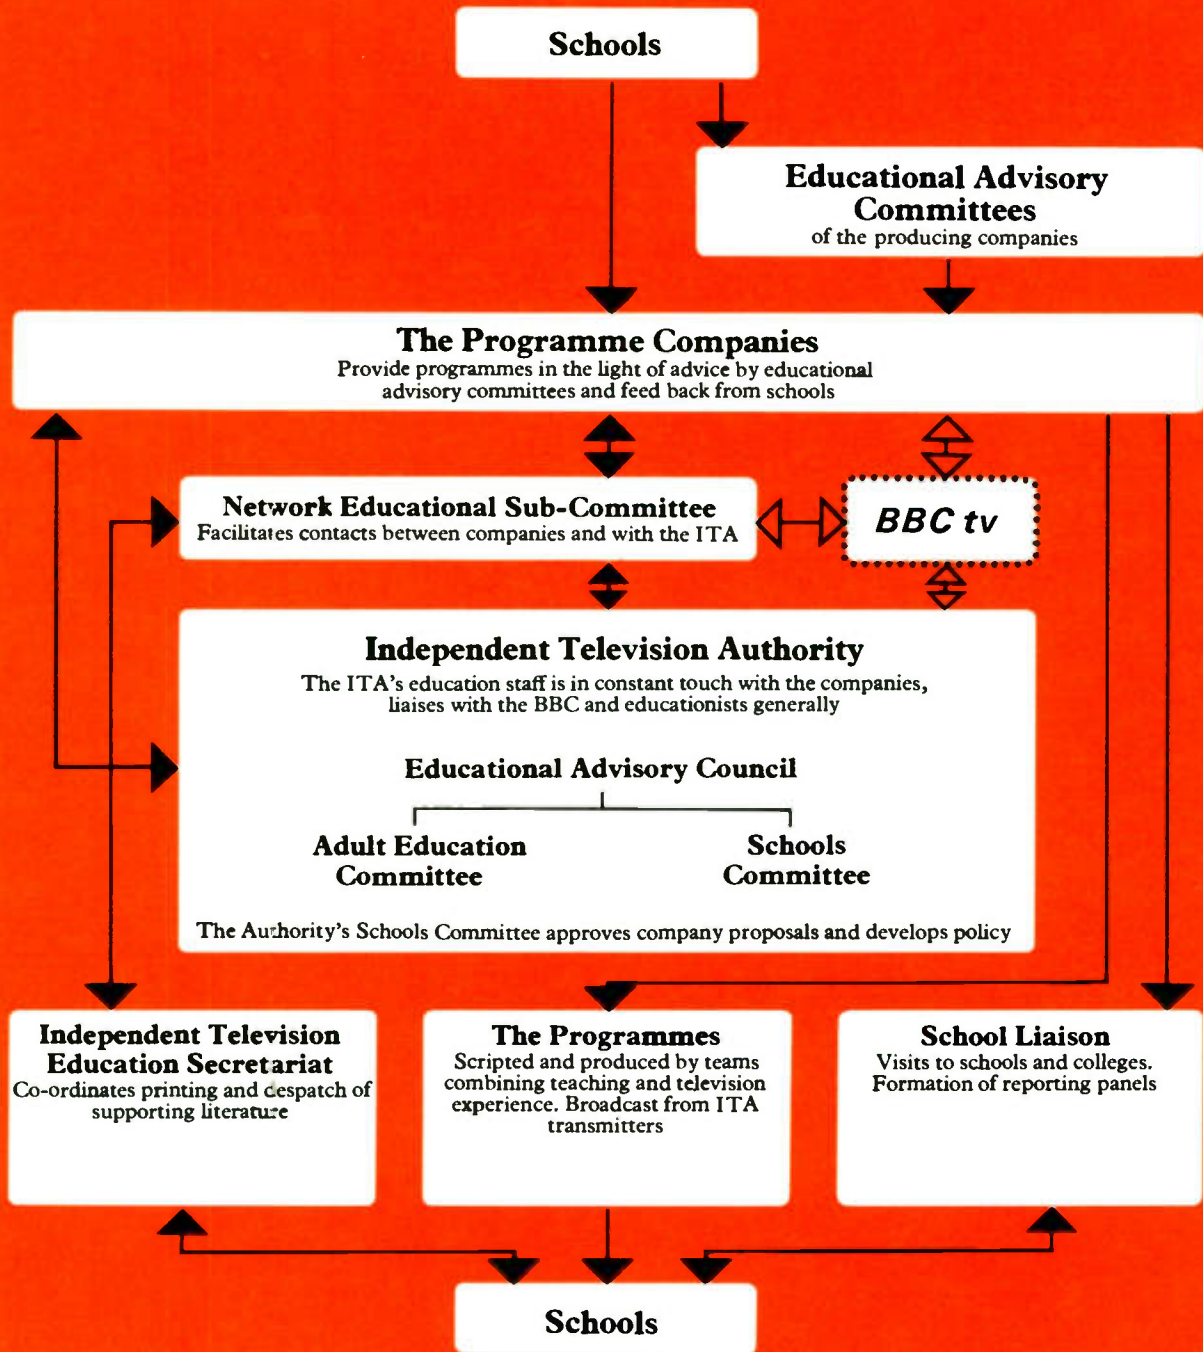 Schools
Educational Advisory
Committees
of the producing companies
The Programme Companies
Provide programmes in the light of advice by educational
advisory committees and feed back from schools
Network Educational Sub-Committee
Facilitates contacts between companies and with the ITA
BBC tv
Independent Television Authority
The ITA's education staff is in constant touch with the companies,
liaises with the BBC and educationists generally
Educational Advisory Council
Adult Education
Committee
Schools
Committee
The Authority's Schools Committee approves company proposals and develops policy
Independent Television
Education Secretariat
Co-ordinates printing and despatch of
supporting literature
The Programmes
Scripted and produced by teams
combining teaching and television
experience. Broadcast from ITA
transmitters
School Liaison
Visits to schools and colleges.
Formation of reporting panels
Schools